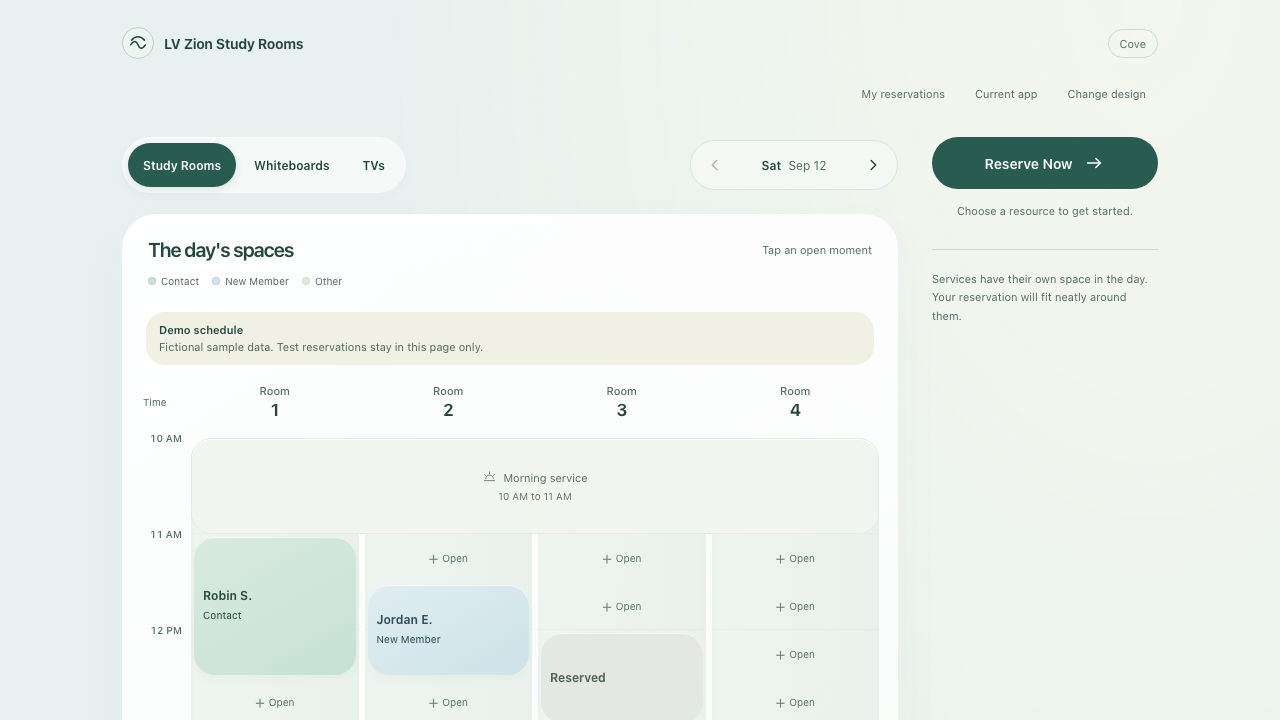 LV Zion Study Rooms
Cove
My reservations
Current app
Change design
Study Rooms
Whiteboards
TVs
Sat Sep 12
Reserve Now
Choose a resource to get started.
Services have their own space in the day.
Your reservation will fit neatly around
them.
The day's spaces
Tap an open moment
Contact
New Member
Other
Demo schedule
Fictional sample data. Test reservations stay in this page only.
Time
Room
1
Room
2
Room
3
Room
4
10 AM
Morning service
10 AM to 11 AM
11 AM
Open
Open
Open
Robin S.
Contact
Jordan E.
New Member
Open
Open
12 PM
Open
Reserved
Open
Open
Open